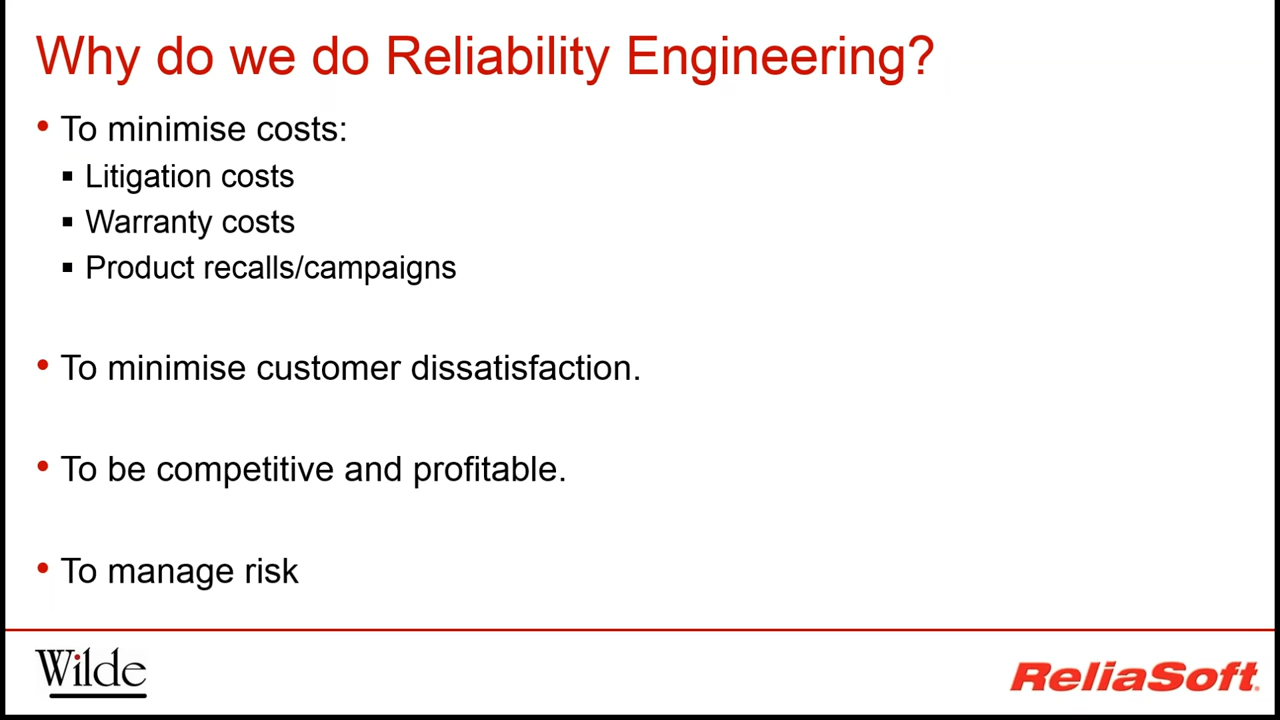 Why do we do Reliability Engineering?
• To minimise costs:
▪ Litigation costs
▪ Warranty costs
▪ Product recalls/campaigns
• To minimise customer dissatisfaction.
• To be competitive and profitable.
• To manage risk
Wilde
ReliaSoft